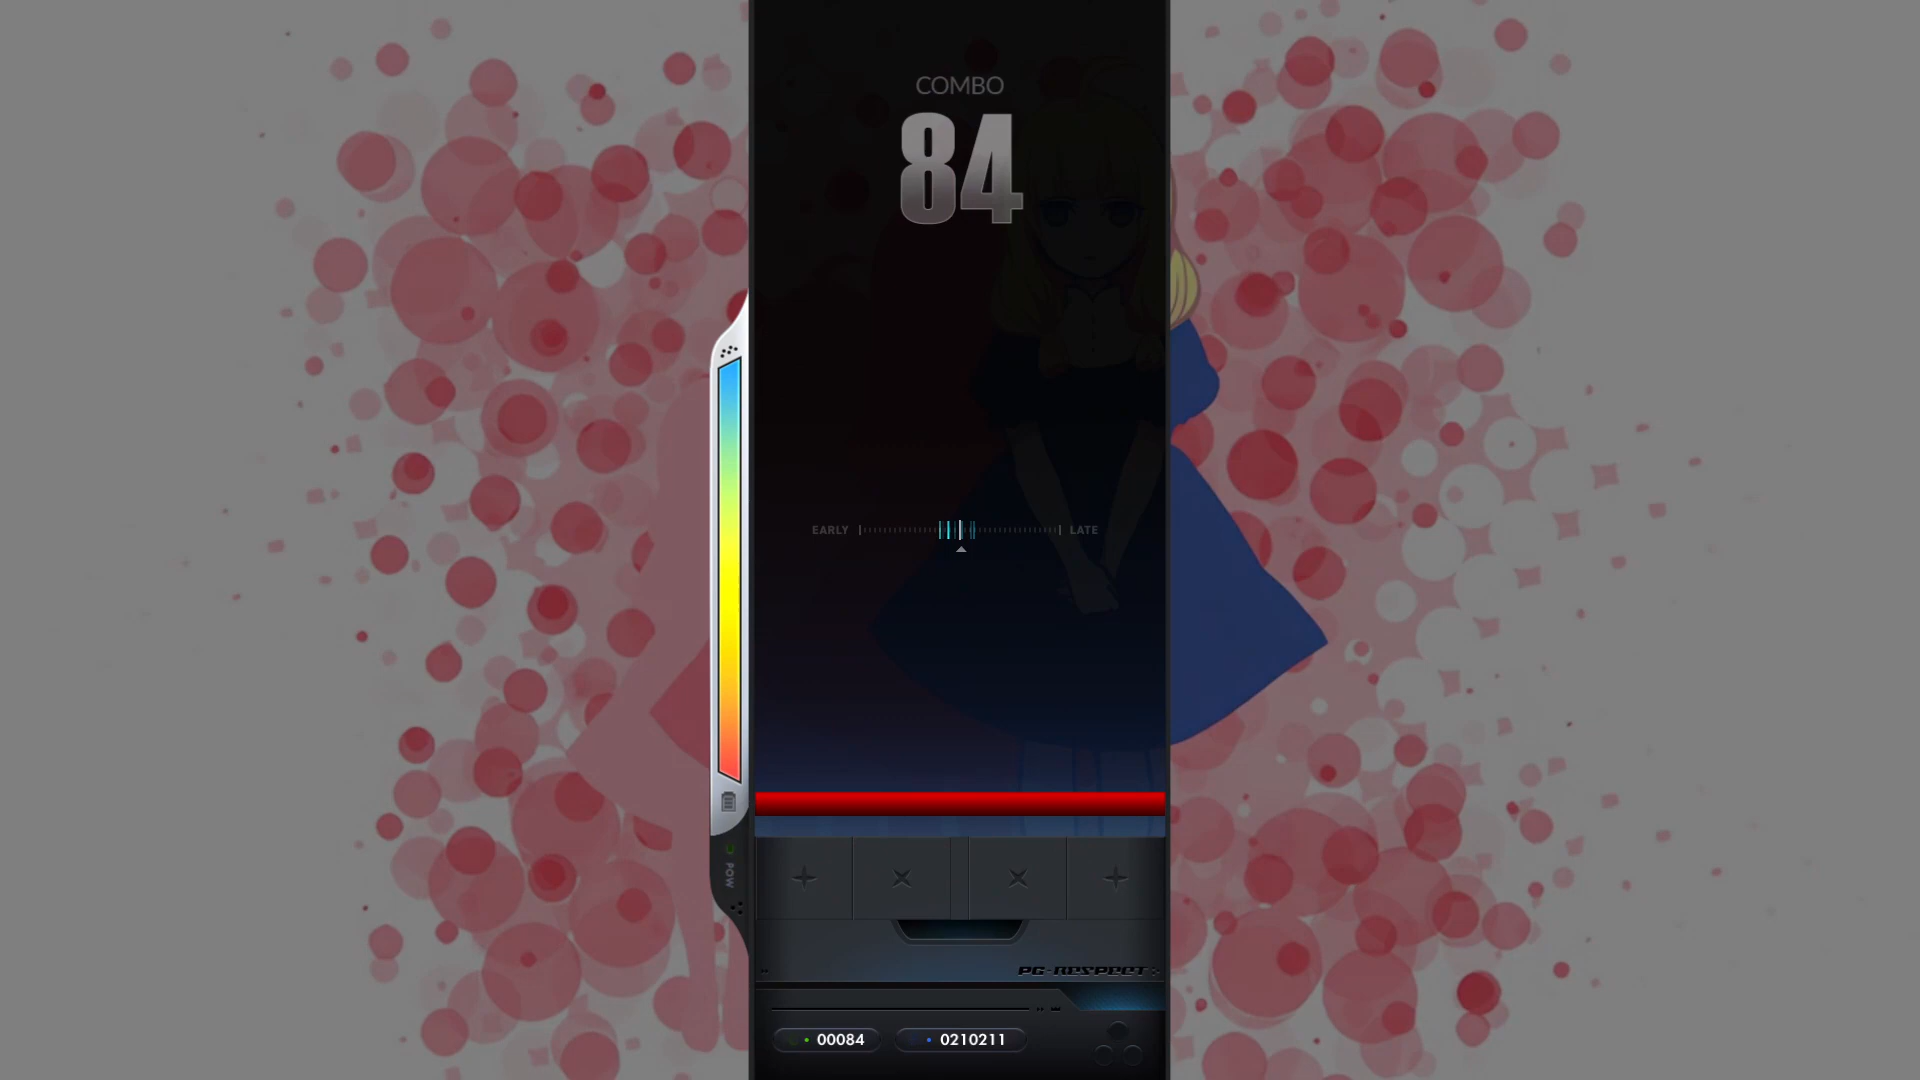 COMBO
84
EARLY LATE
POW
PG-RESPECT
00084 0210211